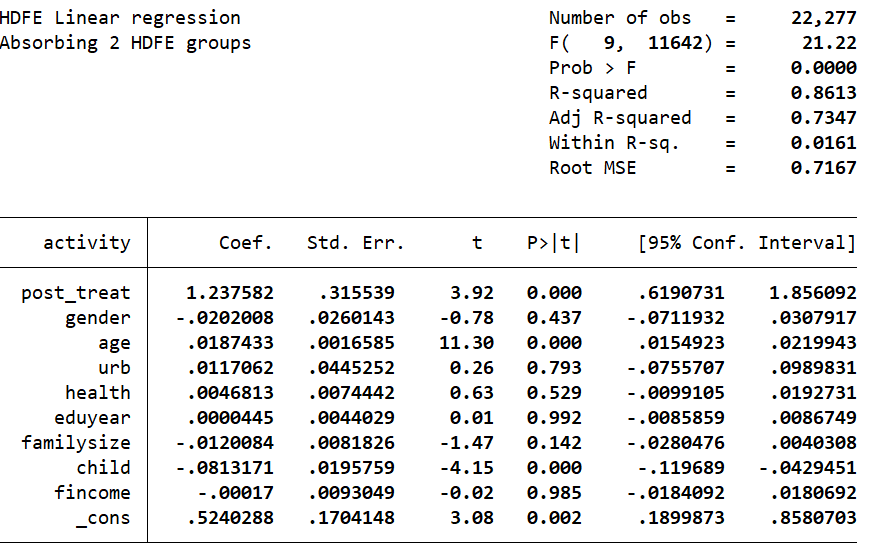 HDFE Linear regression Number of obs = 22,277
Absorbing 2 HDFE groups F( 9, 11642) = 21.22
Prob > F = 0.0000
R-squared = 0.8613
Adj R-squared = 0.7347
Within R-sq. = 0.0161
Root MSE = 0.7167
activity Coef. Std. Err. t P>|t| [95% Conf. Interval]
post_treat 1.237582 .315539 3.92 0.000 .6190731 1.856092
gender -.0202008 .0260143 -0.78 0.437 -.0711932 .0307917
age .0187433 .0016585 11.30 0.000 .0154923 .0219943
urb .0117062 .0445252 0.26 0.793 -.0755707 .0989831
health .0046813 .0074442 0.63 0.529 -.0099105 .0192731
eduyear .0000445 .0044029 0.01 0.992 -.0085859 .0086749
familysize -.0120084 .0081826 -1.47 0.142 -.0280476 .0040308
child -.0813171 .0195759 -4.15 0.000 -.119689 -.0429451
fincome -.00017 .0093049 -0.02 0.985 -.0184092 .0180692
_cons .5240288 .1704148 3.08 0.002 .1899873 .8580703